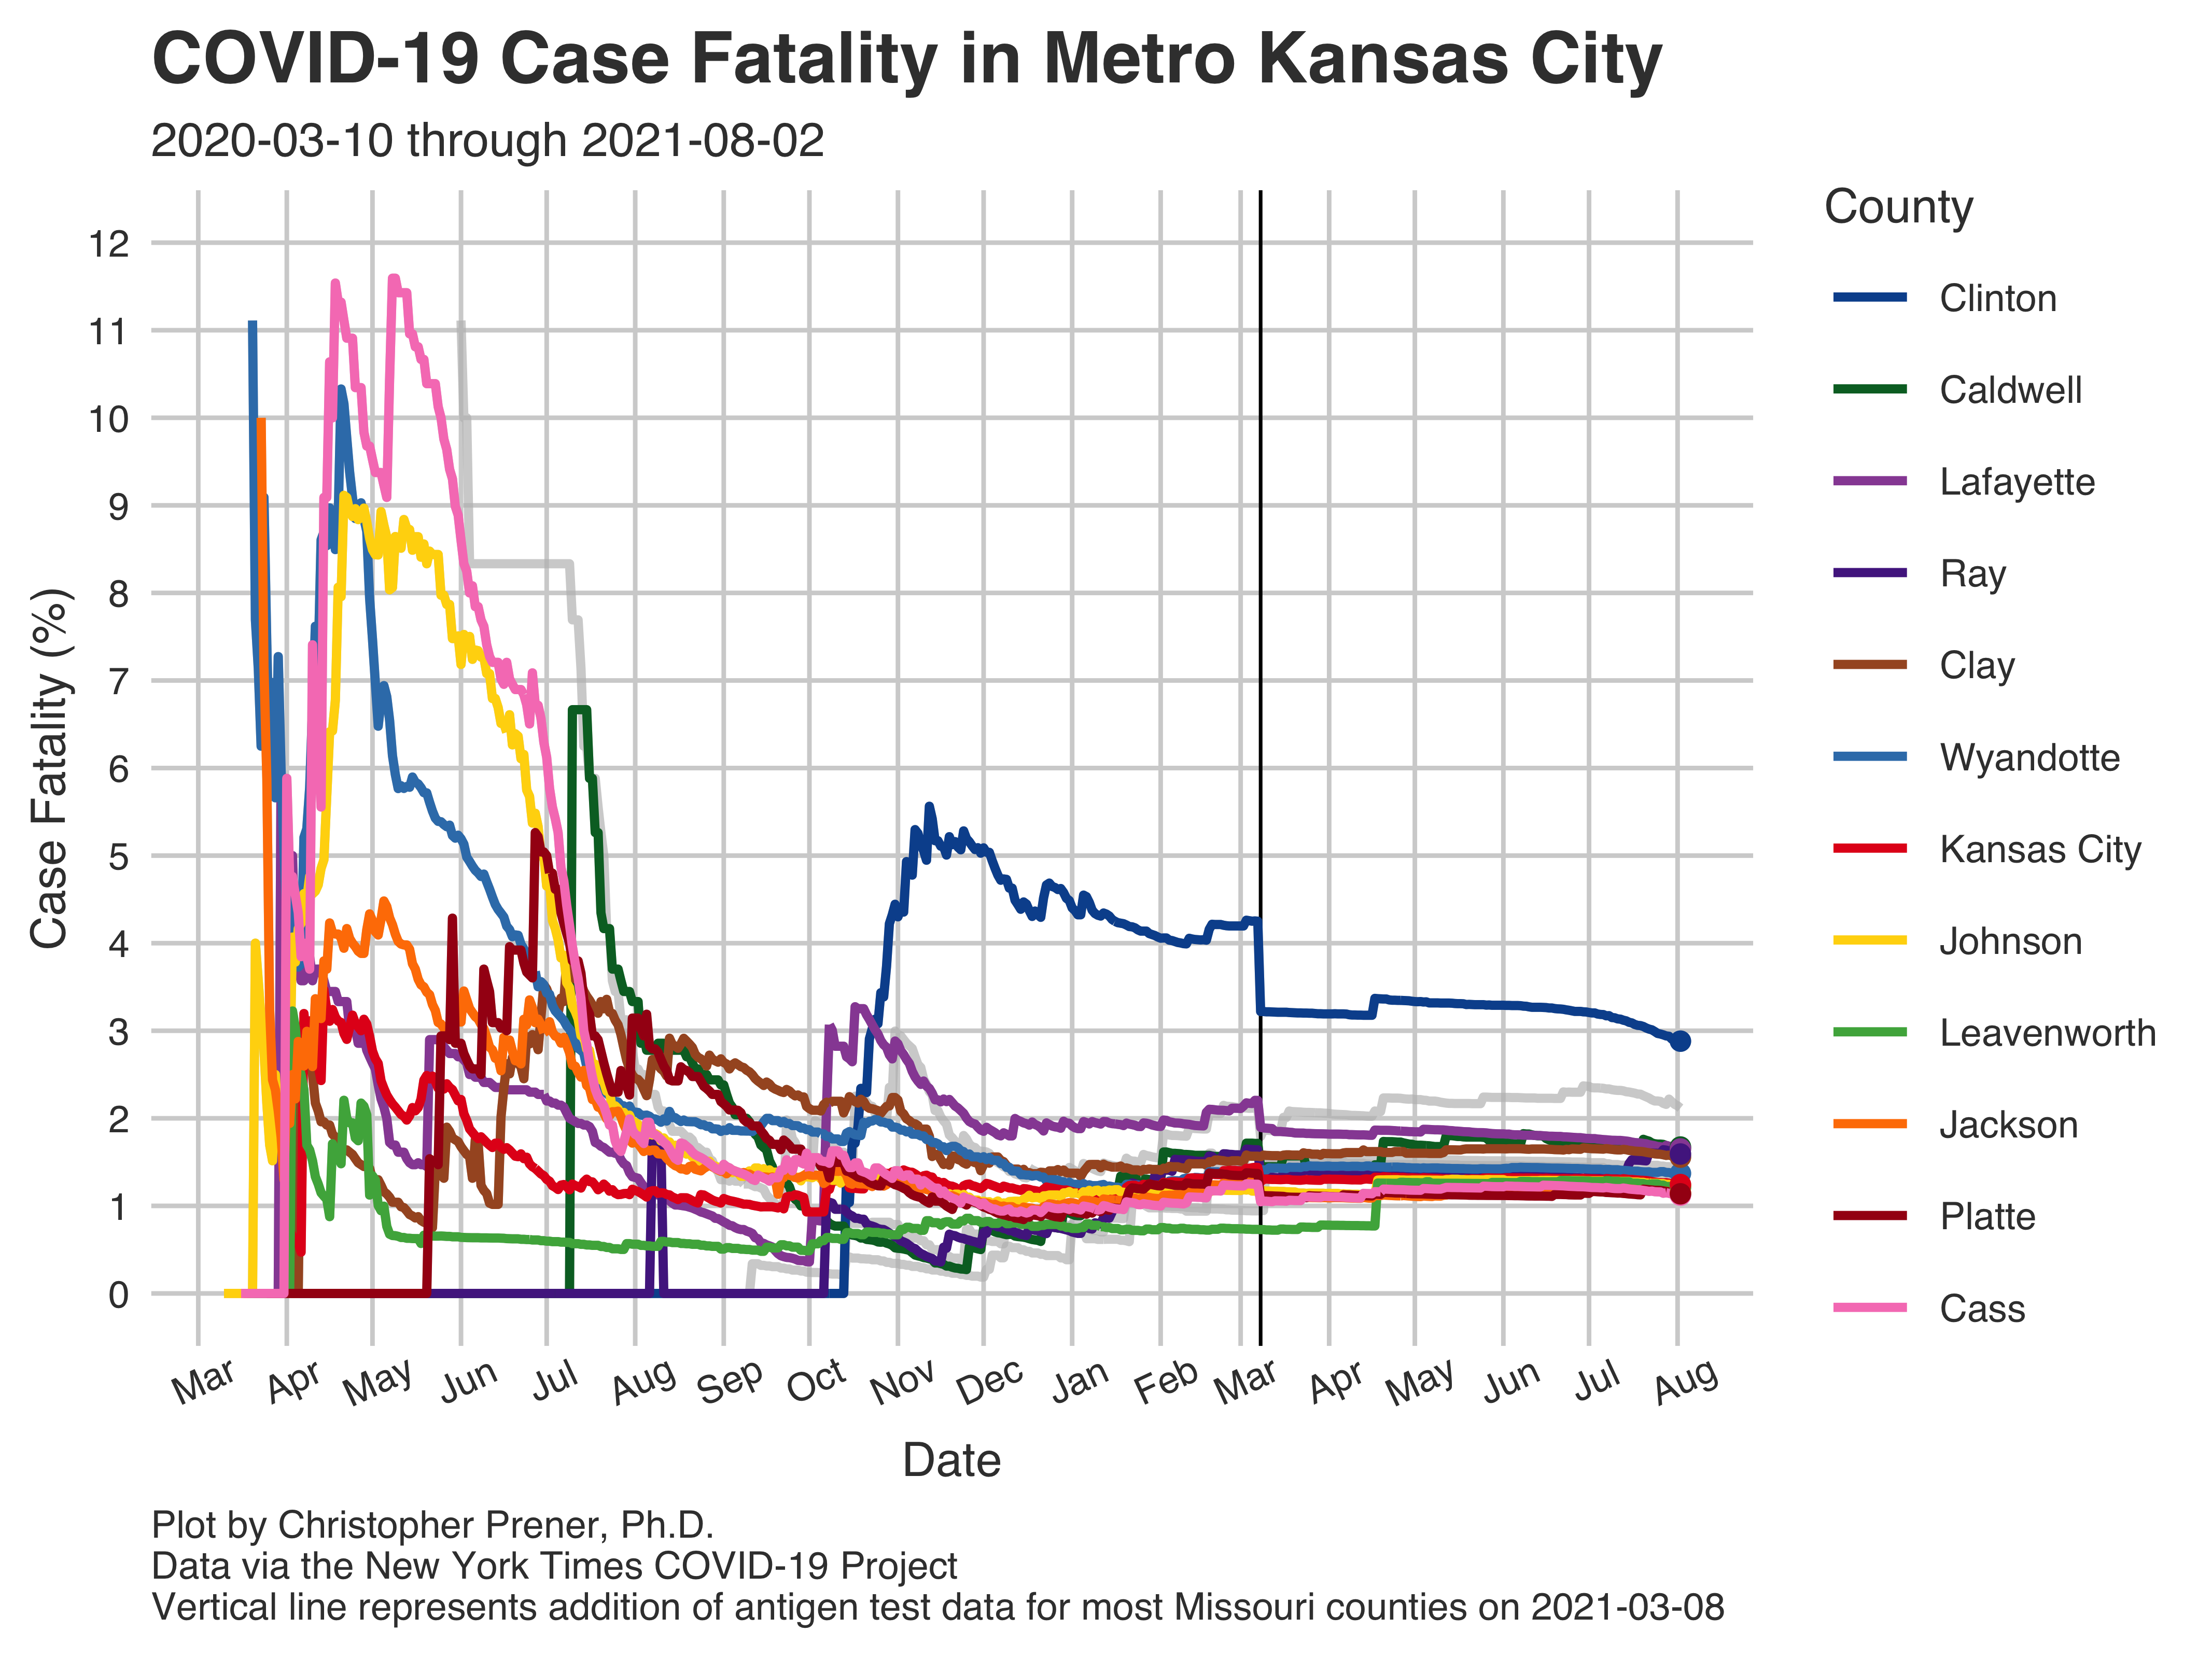 COVID-19 Case Fatality in Metro Kansas City
2020-03-10 through 2021-08-02
Case Fatality (%)
12
11
10
9
8
7
6
5
4
3
2
1
0
Mar Apr May Jun Jul Aug Sep Oct Nov Dec Jan Feb Mar Apr May Jun Jul Aug
Date
County
Clinton
Caldwell
Lafayette
Ray
Clay
Wyandotte
Kansas City
Johnson
Leavenworth
Jackson
Platte
Cass
Plot by Christopher Prener, Ph.D.
Data via the New York Times COVID-19 Project
Vertical line represents addition of antigen test data for most Missouri counties on 2021-03-08